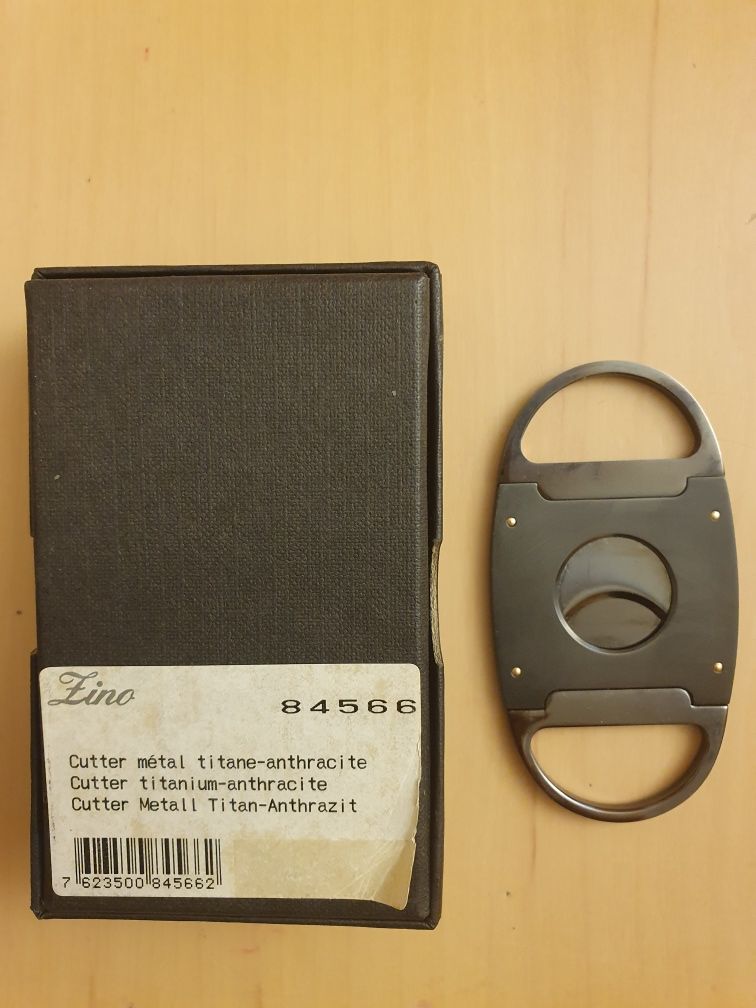 Zino
84566
Cutter métal titane-anthracite
Cutter titanium-anthracite
Cutter Metall Titan-Anthrazit
7 623500 845662